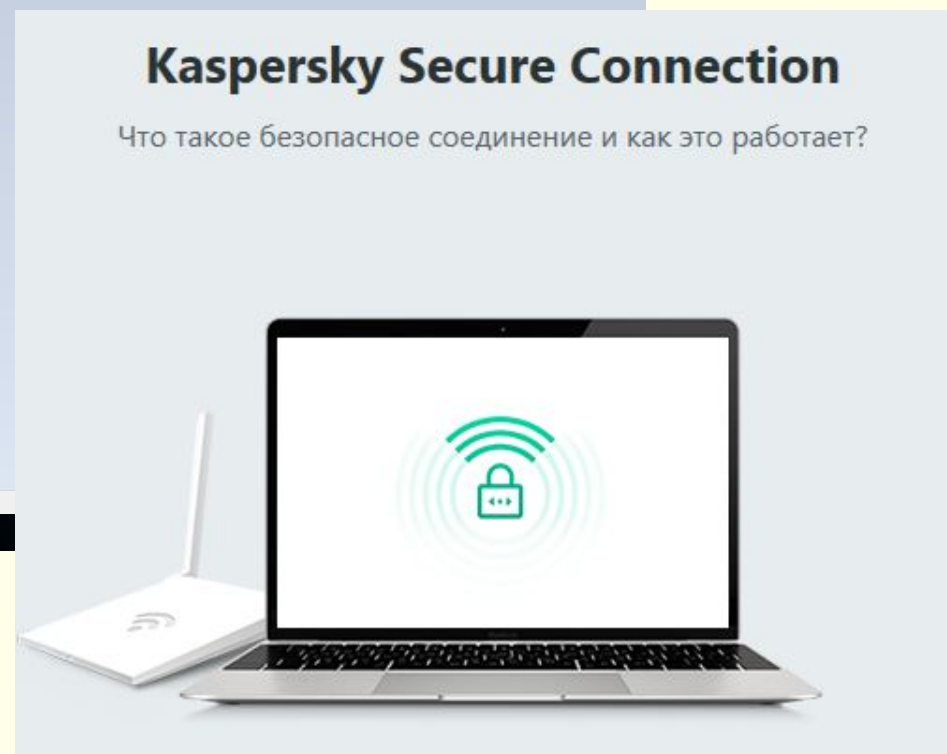 Kaspersky Secure Connection
Что такое безопасное соединение и как это работает?